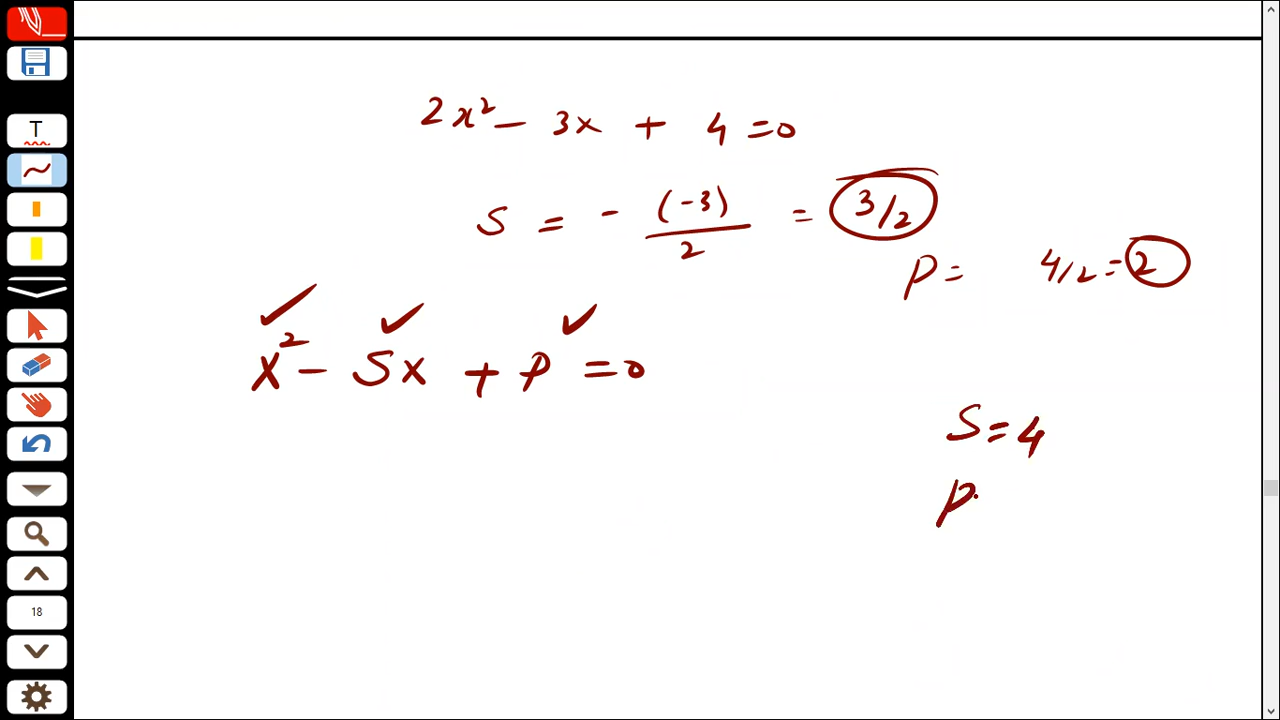 2x² - 3x + 4 = 0
S = - (-3)/2 = 3/2
P = 4/2 = 2
x² - Sx + P = 0
S = 4
P
T
18